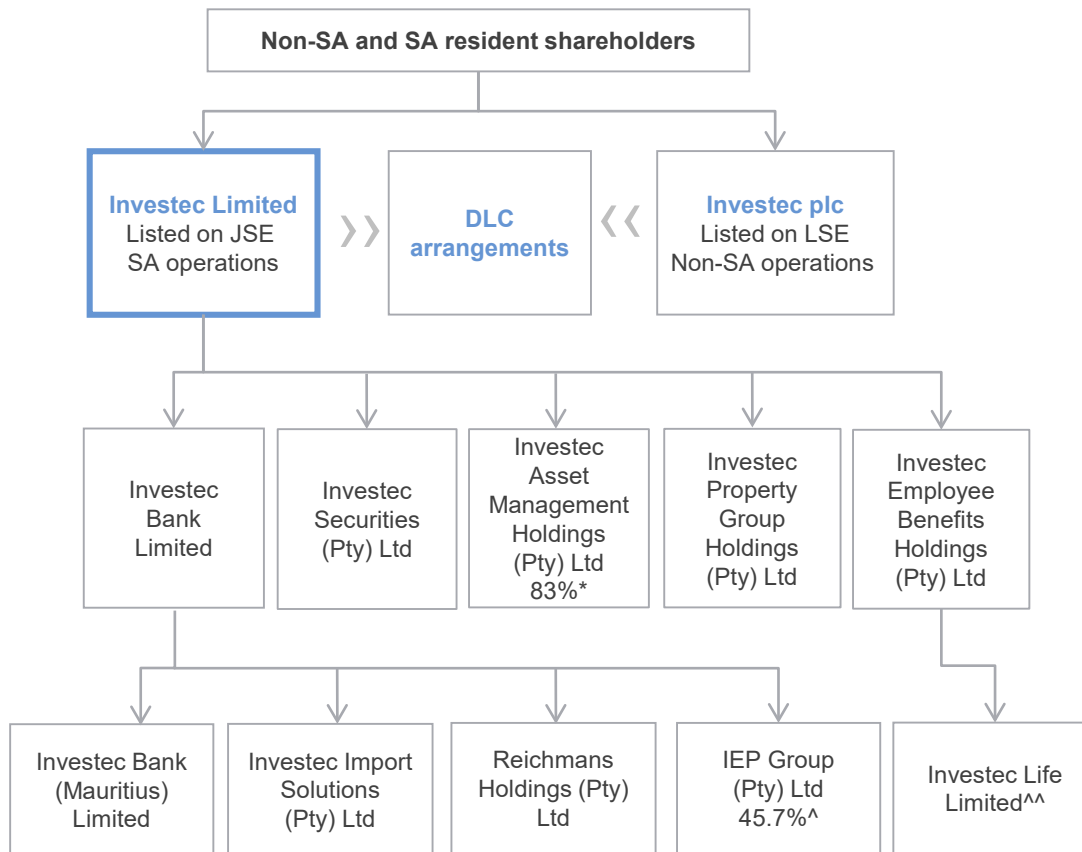 Non-SA and SA resident shareholders
Investec Limited
Listed on JSE
SA operations
DLC
arrangements
Investec plc
Listed on LSE
Non-SA operations
Investec
Bank
Limited
Investec
Securities
(Pty) Ltd
Investec
Asset
Management
Holdings
(Pty) Ltd
83%*
Investec
Property
Group
Holdings
(Pty) Ltd
Investec
Employee
Benefits
Holdings
(Pty) Ltd
Investec Bank
(Mauritius)
Limited
Investec Import
Solutions
(Pty) Ltd
Reichmans
Holdings (Pty)
Ltd
IEP Group
(Pty) Ltd
45.7%^
Investec Life
Limited^^